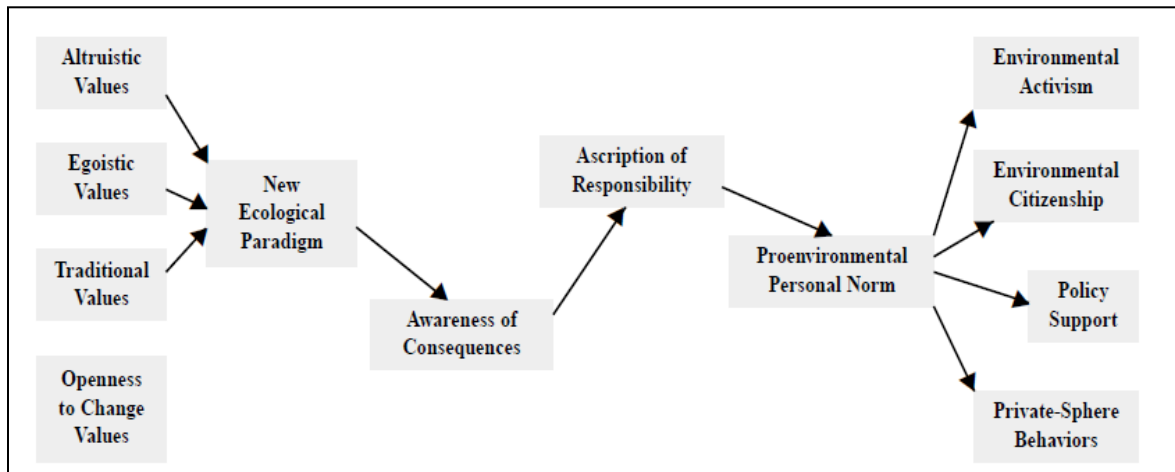 Altruistic
Values
Egoistic
Values
Traditional
Values
Openness
to Change
Values
New
Ecological
Paradigm
Awareness of
Consequences
Ascription of
Responsibility
Proenvironmental
Personal Norm
Environmental
Activism
Environmental
Citizenship
Policy
Support
Private-Sphere
Behaviors